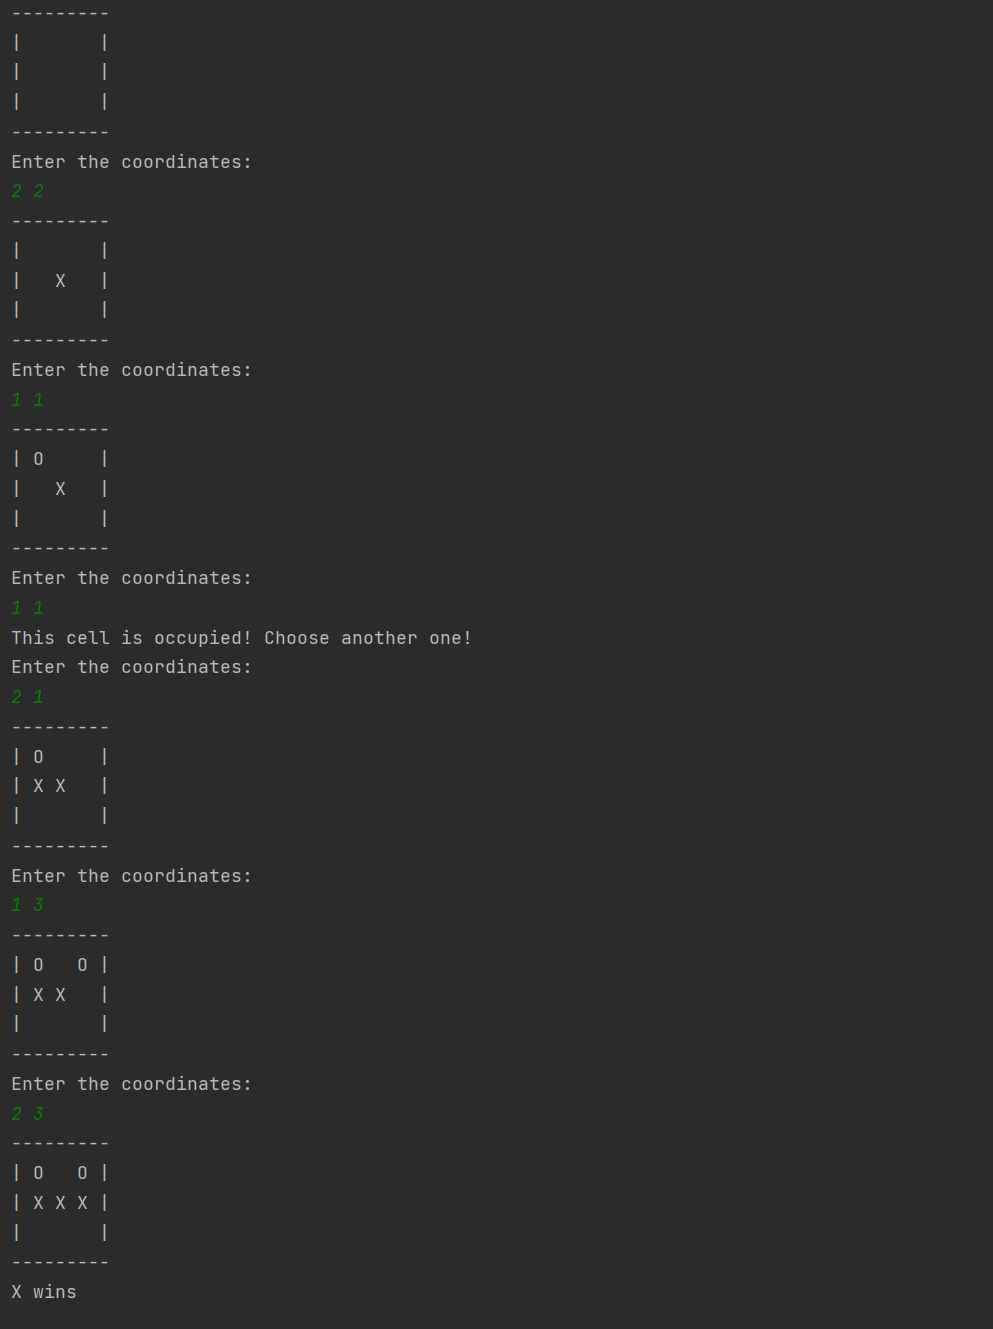 ---------
|       |
|       |
|       |
---------
Enter the coordinates:
2 2
---------
|       |
|   X   |
|       |
---------
Enter the coordinates:
1 1
---------
| O     |
|   X   |
|       |
---------
Enter the coordinates:
1 1
This cell is occupied! Choose another one!
Enter the coordinates:
2 1
---------
| O     |
| X X   |
|       |
---------
Enter the coordinates:
1 3
---------
| O   O |
| X X   |
|       |
---------
Enter the coordinates:
2 3
---------
| O   O |
| X X X |
|       |
---------
X wins